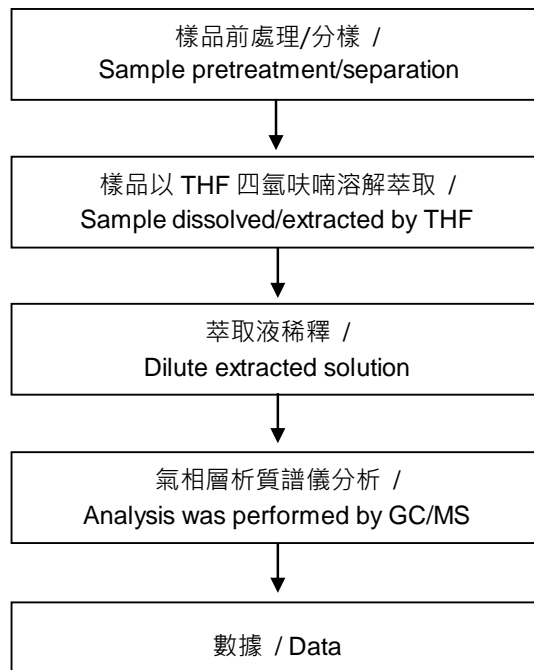 樣品前處理/分樣 /
Sample pretreatment/separation
樣品以 THF 四氫呋喃溶解萃取 /
Sample dissolved/extracted by THF
萃取液稀釋 /
Dilute extracted solution
氣相層析質譜儀分析 /
Analysis was performed by GC/MS
數據 / Data